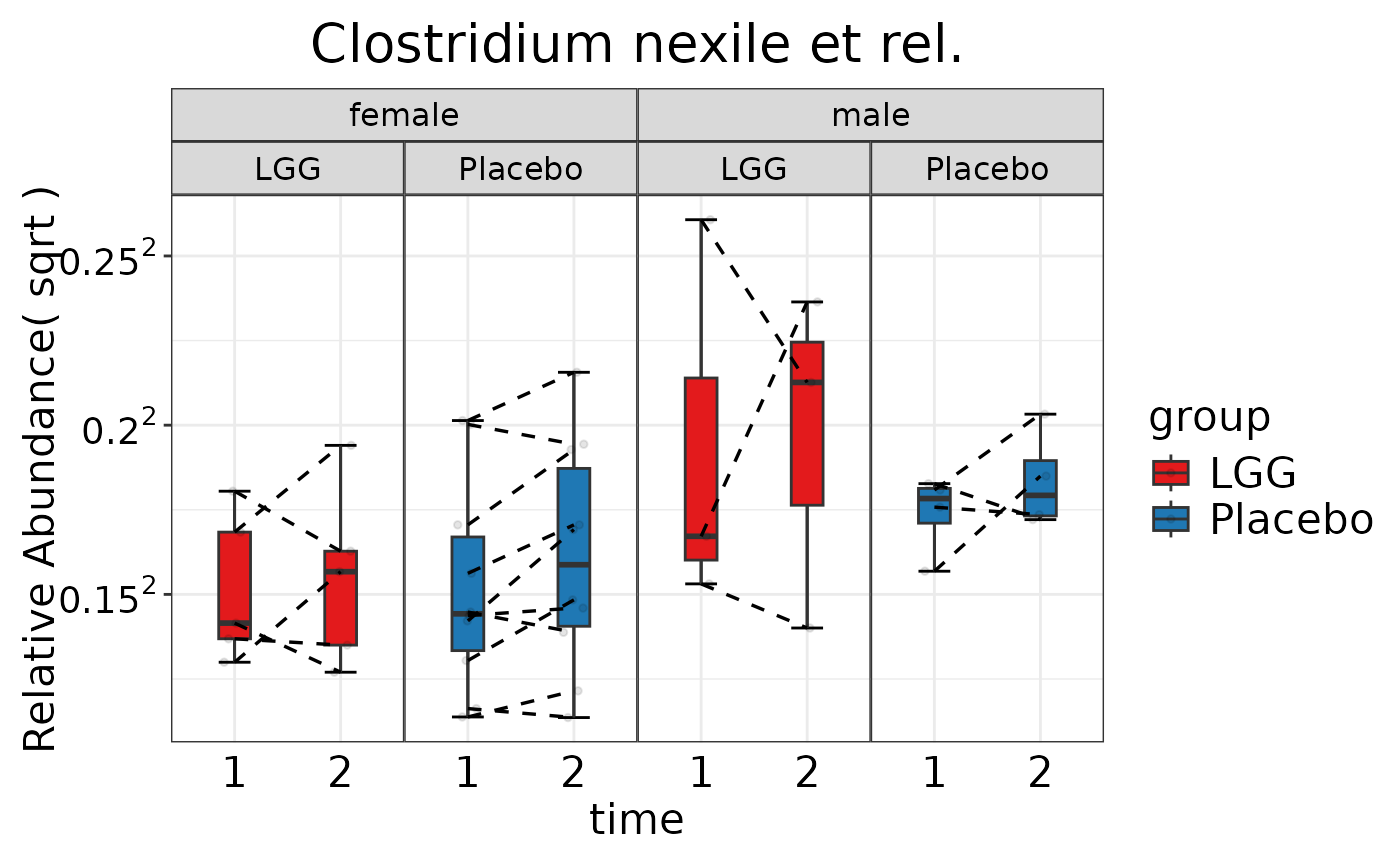 Clostridium nexile et rel.
female male
LGG Placebo LGG Placebo
Relative Abundance( sqrt )
0.25²
0.2²
0.15²
1 2 1 2 1 2 1 2
time
group
LGG
Placebo